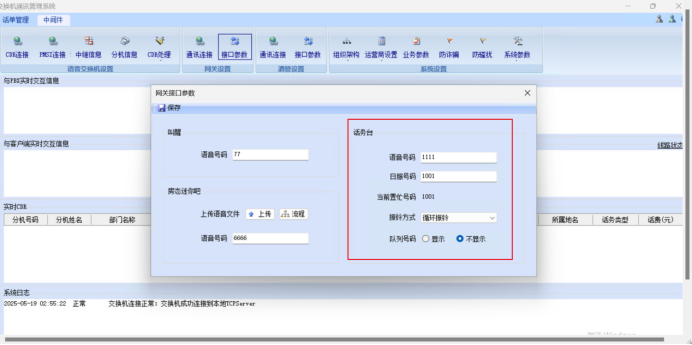 交换机通讯管理系统
话单管理 中间件
CDR连接 PMSI连接 中继信息 分机信息 CDR处理 通讯连接 接口参数 通讯连接 接口参数 组织架构 运营商设置 业务参数 防诈骗 防骚扰 系统参数
语音交换机设置 网关设置 酒管设置 系统设置
与PBX实时交互信息
网关接口参数
保存
叫醒
语音号码 77
房态迷你吧
上传语音文件 上传 流程
语音号码 6666
话务台
语音号码 1111
日振号码 1001
当前置忙号码 1001
振铃方式 循环振铃
队列号码 显示 不显示
与客户端实时交互信息
线路状态
实时CDR
分机号码 分机姓名 部门名称 所属地名 话务类型 话费(元)
系统日志
2025-05-19 02:55:22 正常 交换机连接正常: 交换机成功连接到本地TCPServer